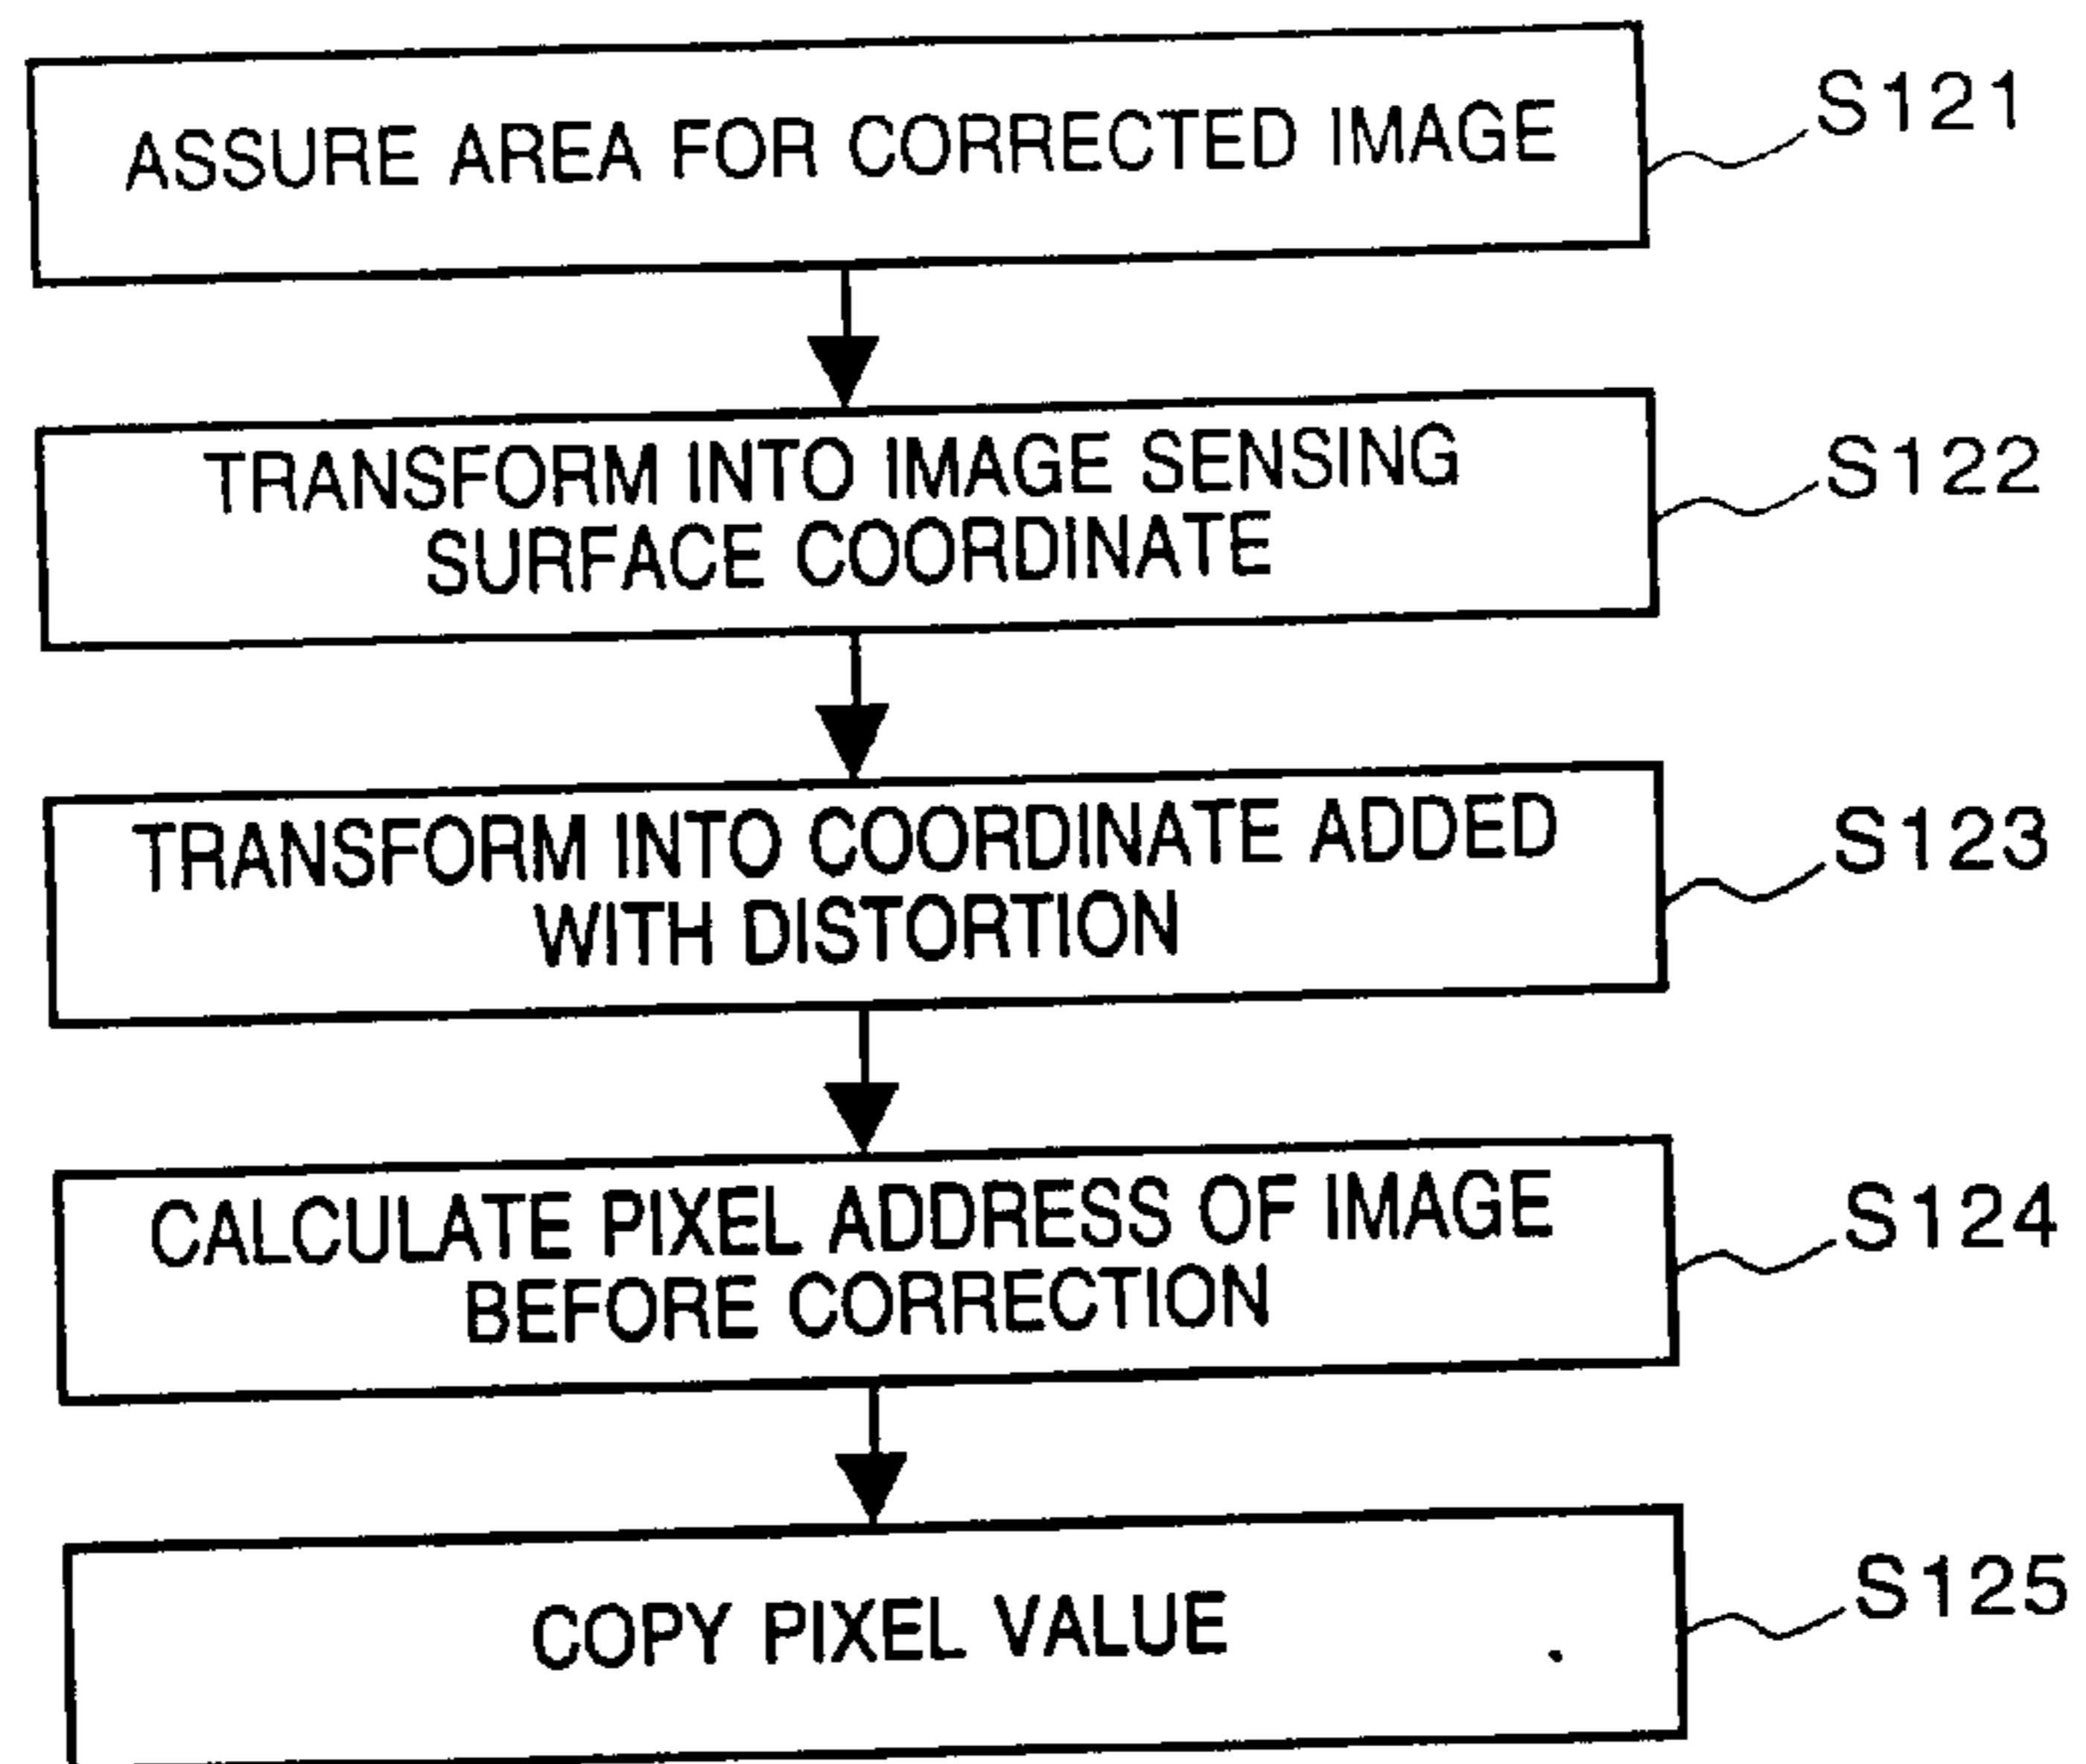 ASSURE AREA FOR CORRECTED IMAGE
S121
TRANSFORM INTO IMAGE SENSING
SURFACE COORDINATE
S122
TRANSFORM INTO COORDINATE ADDED
WITH DISTORTION
S123
CALCULATE PIXEL ADDRESS OF IMAGE
BEFORE CORRECTION
S124
COPY PIXEL VALUE
S125